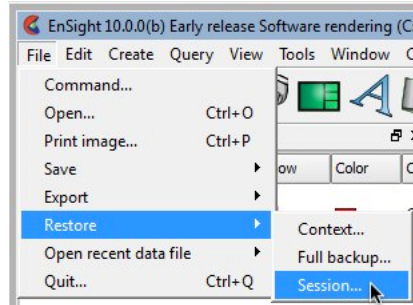 EnSight 10.0.0(b) Early release Software rendering (C
File Edit Create Query View Tools Window
Command...
Open... Ctrl+O
Print image... Ctrl+P
Save
Export
Restore
Open recent data file
Quit... Ctrl+Q
ow Color
Context...
Full backup...
Session...